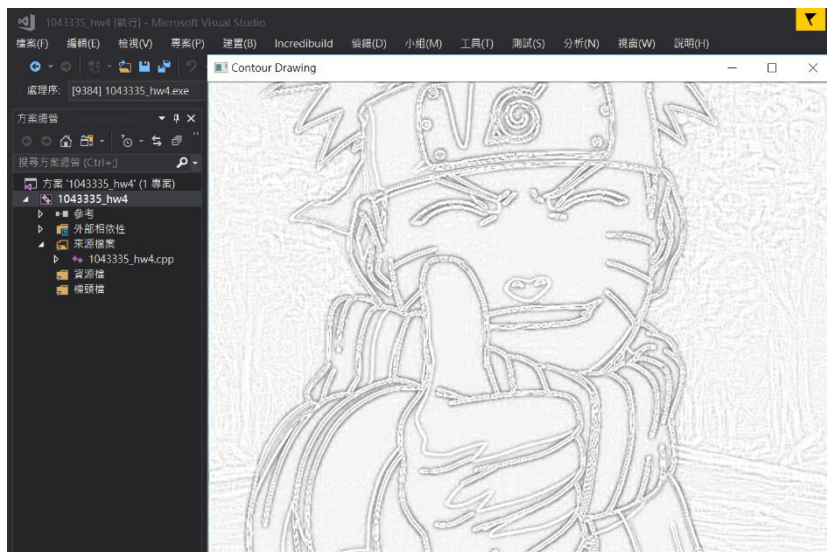 1043335_hw4 [執行] - Microsoft Visual Studio
檔案(F) 編輯(E) 檢視(V) 專案(P) 建置(B) Incredibuild 偵錯(D) 小組(M) 工具(T) 測試(S) 分析(N) 視窗(W) 說明(H)
處理序: [9384] 1043335_hw4.exe
Contour Drawing
方案總管
搜尋方案總管 (Ctrl+;)
方案 '1043335_hw4' (1 專案)
1043335_hw4
參考
外部相依性
來源檔案
1043335_hw4.cpp
資源檔
標頭檔